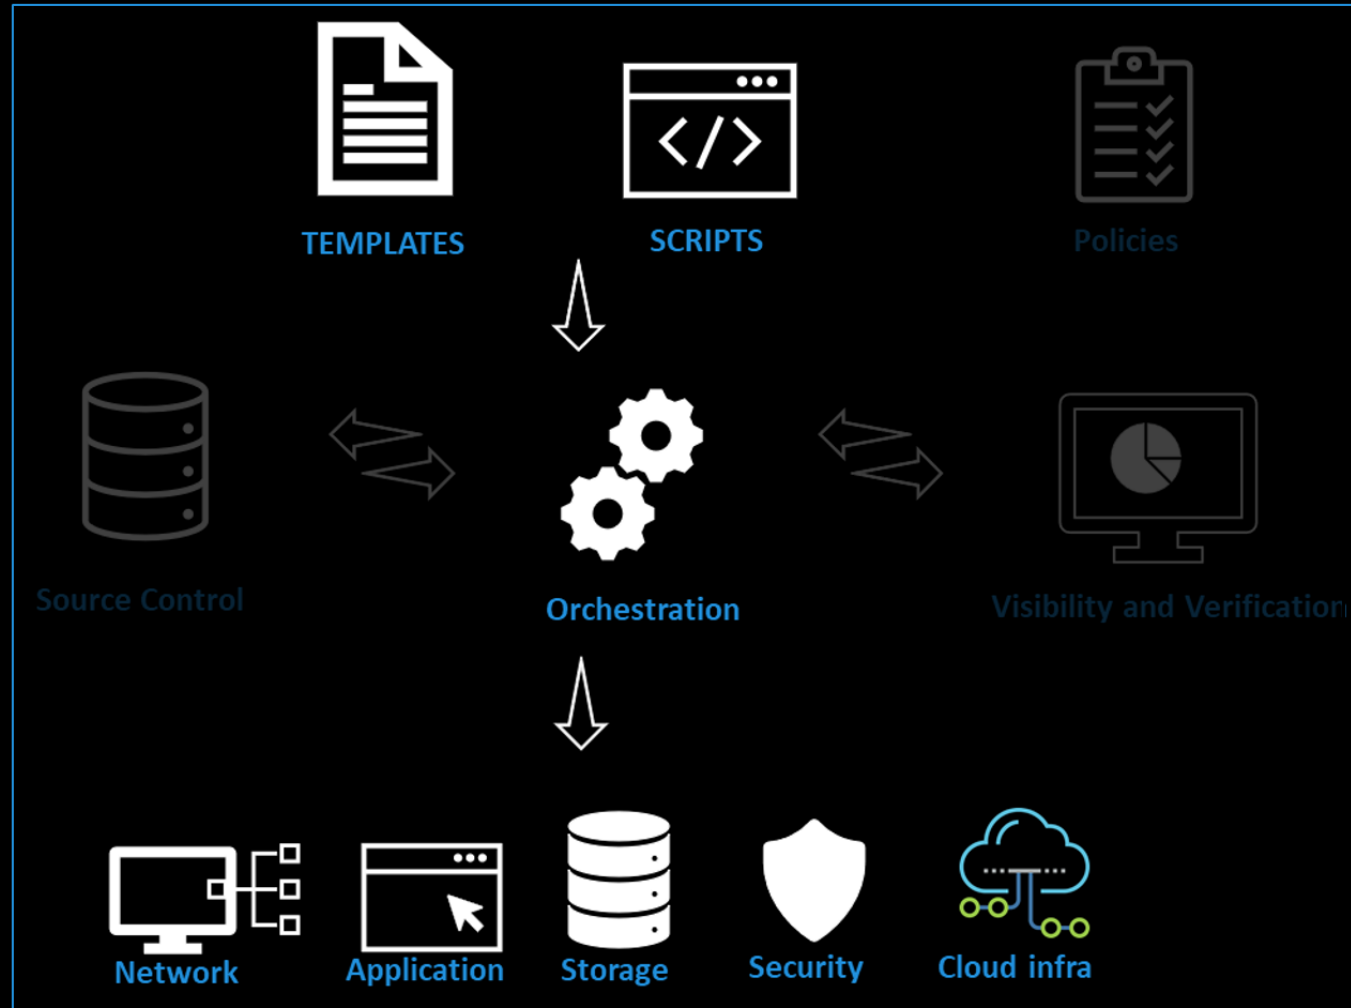 TEMPLATES
SCRIPTS
Policies
</>
Source Control
Orchestration
Visibility and Verification
Network
Application
Storage
Security
Cloud infra